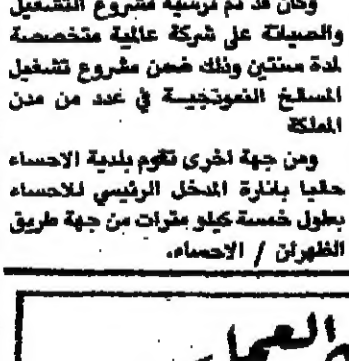 وكان قد تم ترسية مشروع التشغيل
والصيانة على شركة عالمية متخصصة
لمدة سنتين وذلك ضمن مشروع تشغيل
المسالخ النموذجية في عدد من مدن
المملكة
ومن جهة اخرى تقوم بلدية الاحساء
حاليا بانارة المدخل الرئيسي للاحساء
بطول خمسة كيلو مترات من جهة طريق
الظهران / الاحساء.